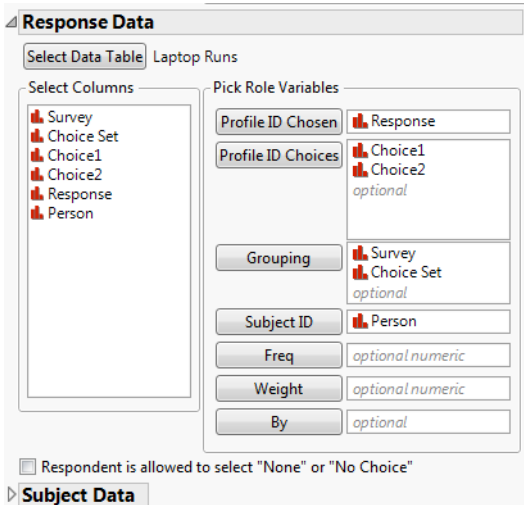 Response Data
Select Data Table Laptop Runs
Select Columns
Survey
Choice Set
Choice1
Choice2
Response
Person
Pick Role Variables
Profile ID Chosen Response
Profile ID Choices Choice1
Choice2
optional
Grouping Survey
Choice Set
optional
Subject ID Person
Freq optional numeric
Weight optional numeric
By optional
Respondent is allowed to select "None" or "No Choice"
Subject Data